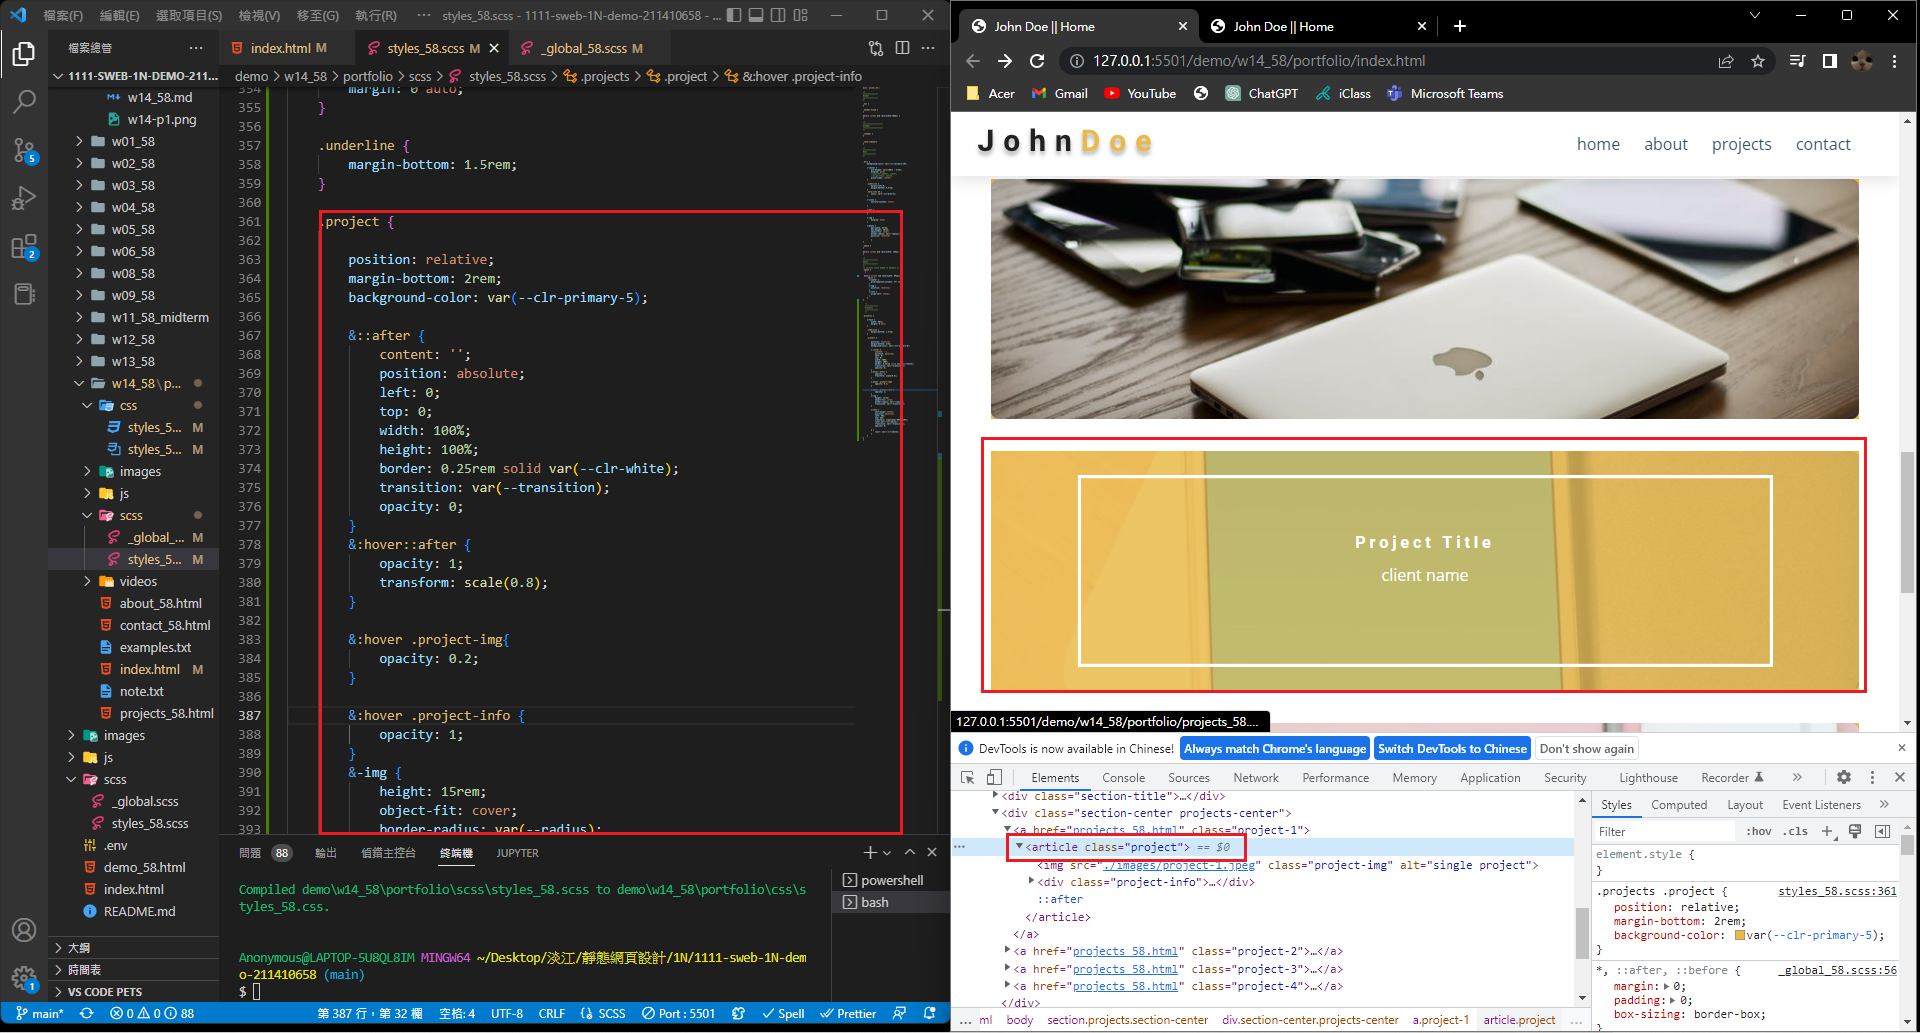 檔案(F) 編輯(E) 選取項目(S) 檢視(V) 移至(G) 執行(R) ··· styles_58.scss - 1111-sweb-1N-demo-211410658 - ...
檔案總管 ···
1111-SWEB-1N-DEMO-211...
w14_58.md
w14-p1.png
w01_58
w02_58
w03_58
w04_58
w05_58
w06_58
w08_58
w09_58
w11_58_midterm
w12_58
w13_58
w14_58\p...
css
styles_5... M
styles_5... M
images
js
scss
_global_... M
styles_5... M
videos
about_58.html
contact_58.html
examples.txt
index.html M
note.txt
projects_58.html
images
js
scss
_global.scss
styles_58.scss
.env
demo_58.html
index.html
README.md
大綱
時間表
VS CODE PETS
5
2
1
index.html M
styles_58.scss M
_global_58.scss M
demo > w14_58 > portfolio > scss > styles_58.scss > .projects > .project > &:hover .project-info
354 margin: 0 auto;
355 }
356
357 .underline {
358 margin-bottom: 1.5rem;
359 }
360
361 .project {
362
363 position: relative;
364 margin-bottom: 2rem;
365 background-color: var(--clr-primary-5);
366
367 &::after {
368 content: '';
369 position: absolute;
370 left: 0;
371 top: 0;
372 width: 100%;
373 height: 100%;
374 border: 0.25rem solid var(--clr-white);
375 transition: var(--transition);
376 opacity: 0;
377 }
378 &:hover::after {
379 opacity: 1;
380 transform: scale(0.8);
381 }
382
383 &:hover .project-img{
384 opacity: 0.2;
385 }
386
387 &:hover .project-info {
388 opacity: 1;
389 }
390 &-img {
391 height: 15rem;
392 object-fit: cover;
393 border-radius: var(--radius);
問題 88 輸出 偵錯主控台 終端機 JUPYTER
Compiled demo\w14_58\portfolio\scss\styles_58.scss to demo\w14_58\portfolio\css\s
tyles_58.css.
Anonymous@LAPTOP-5U8QL8IM MINGW64 ~/Desktop/淡江/靜態網頁設計/1N/1111-sweb-1N-dem
o-211410658 (main)
$
powershell
bash
main* 0 0 88 第 387 行，第 32 欄 空格: 4 UTF-8 CRLF SCSS Port : 5501 Spell Prettier
John Doe || Home
John Doe || Home
127.0.0.1:5501/demo/w14_58/portfolio/index.html
Acer Gmail YouTube ChatGPT iClass Microsoft Teams
JohnDoe
home about projects contact
Project Title
client name
127.0.0.1:5501/demo/w14_58/portfolio/projects_58....
DevTools is now available in Chinese! Always match Chrome's language Switch DevTools to Chinese Don't show again
Elements Console Sources Network Performance Memory Application Security Lighthouse Recorder
<div class="section-title">…</div>
<div class="section-center projects-center">
<a href="projects_58.html" class="project-1">
<article class="project"> == $0
<img src="./images/project-1.jpeg" class="project-img" alt="single project">
<div class="project-info">…</div>
::after
</article>
</a>
<a href="projects_58.html" class="project-2">…</a>
<a href="projects_58.html" class="project-3">…</a>
<a href="projects_58.html" class="project-4">…</a>
</div>
... ml body section.projects.section-center div.section-center.projects-center a.project-1 article.project ...
Styles Computed Layout Event Listeners
Filter :hov .cls
element.style {
}
.projects .project { styles_58.scss:361
position: relative;
margin-bottom: 2rem;
background-color: var(--clr-primary-5);
}
*, ::after, ::before { _global_58.scss:56
margin: 0;
padding: 0;
box-sizing: border-box;
}